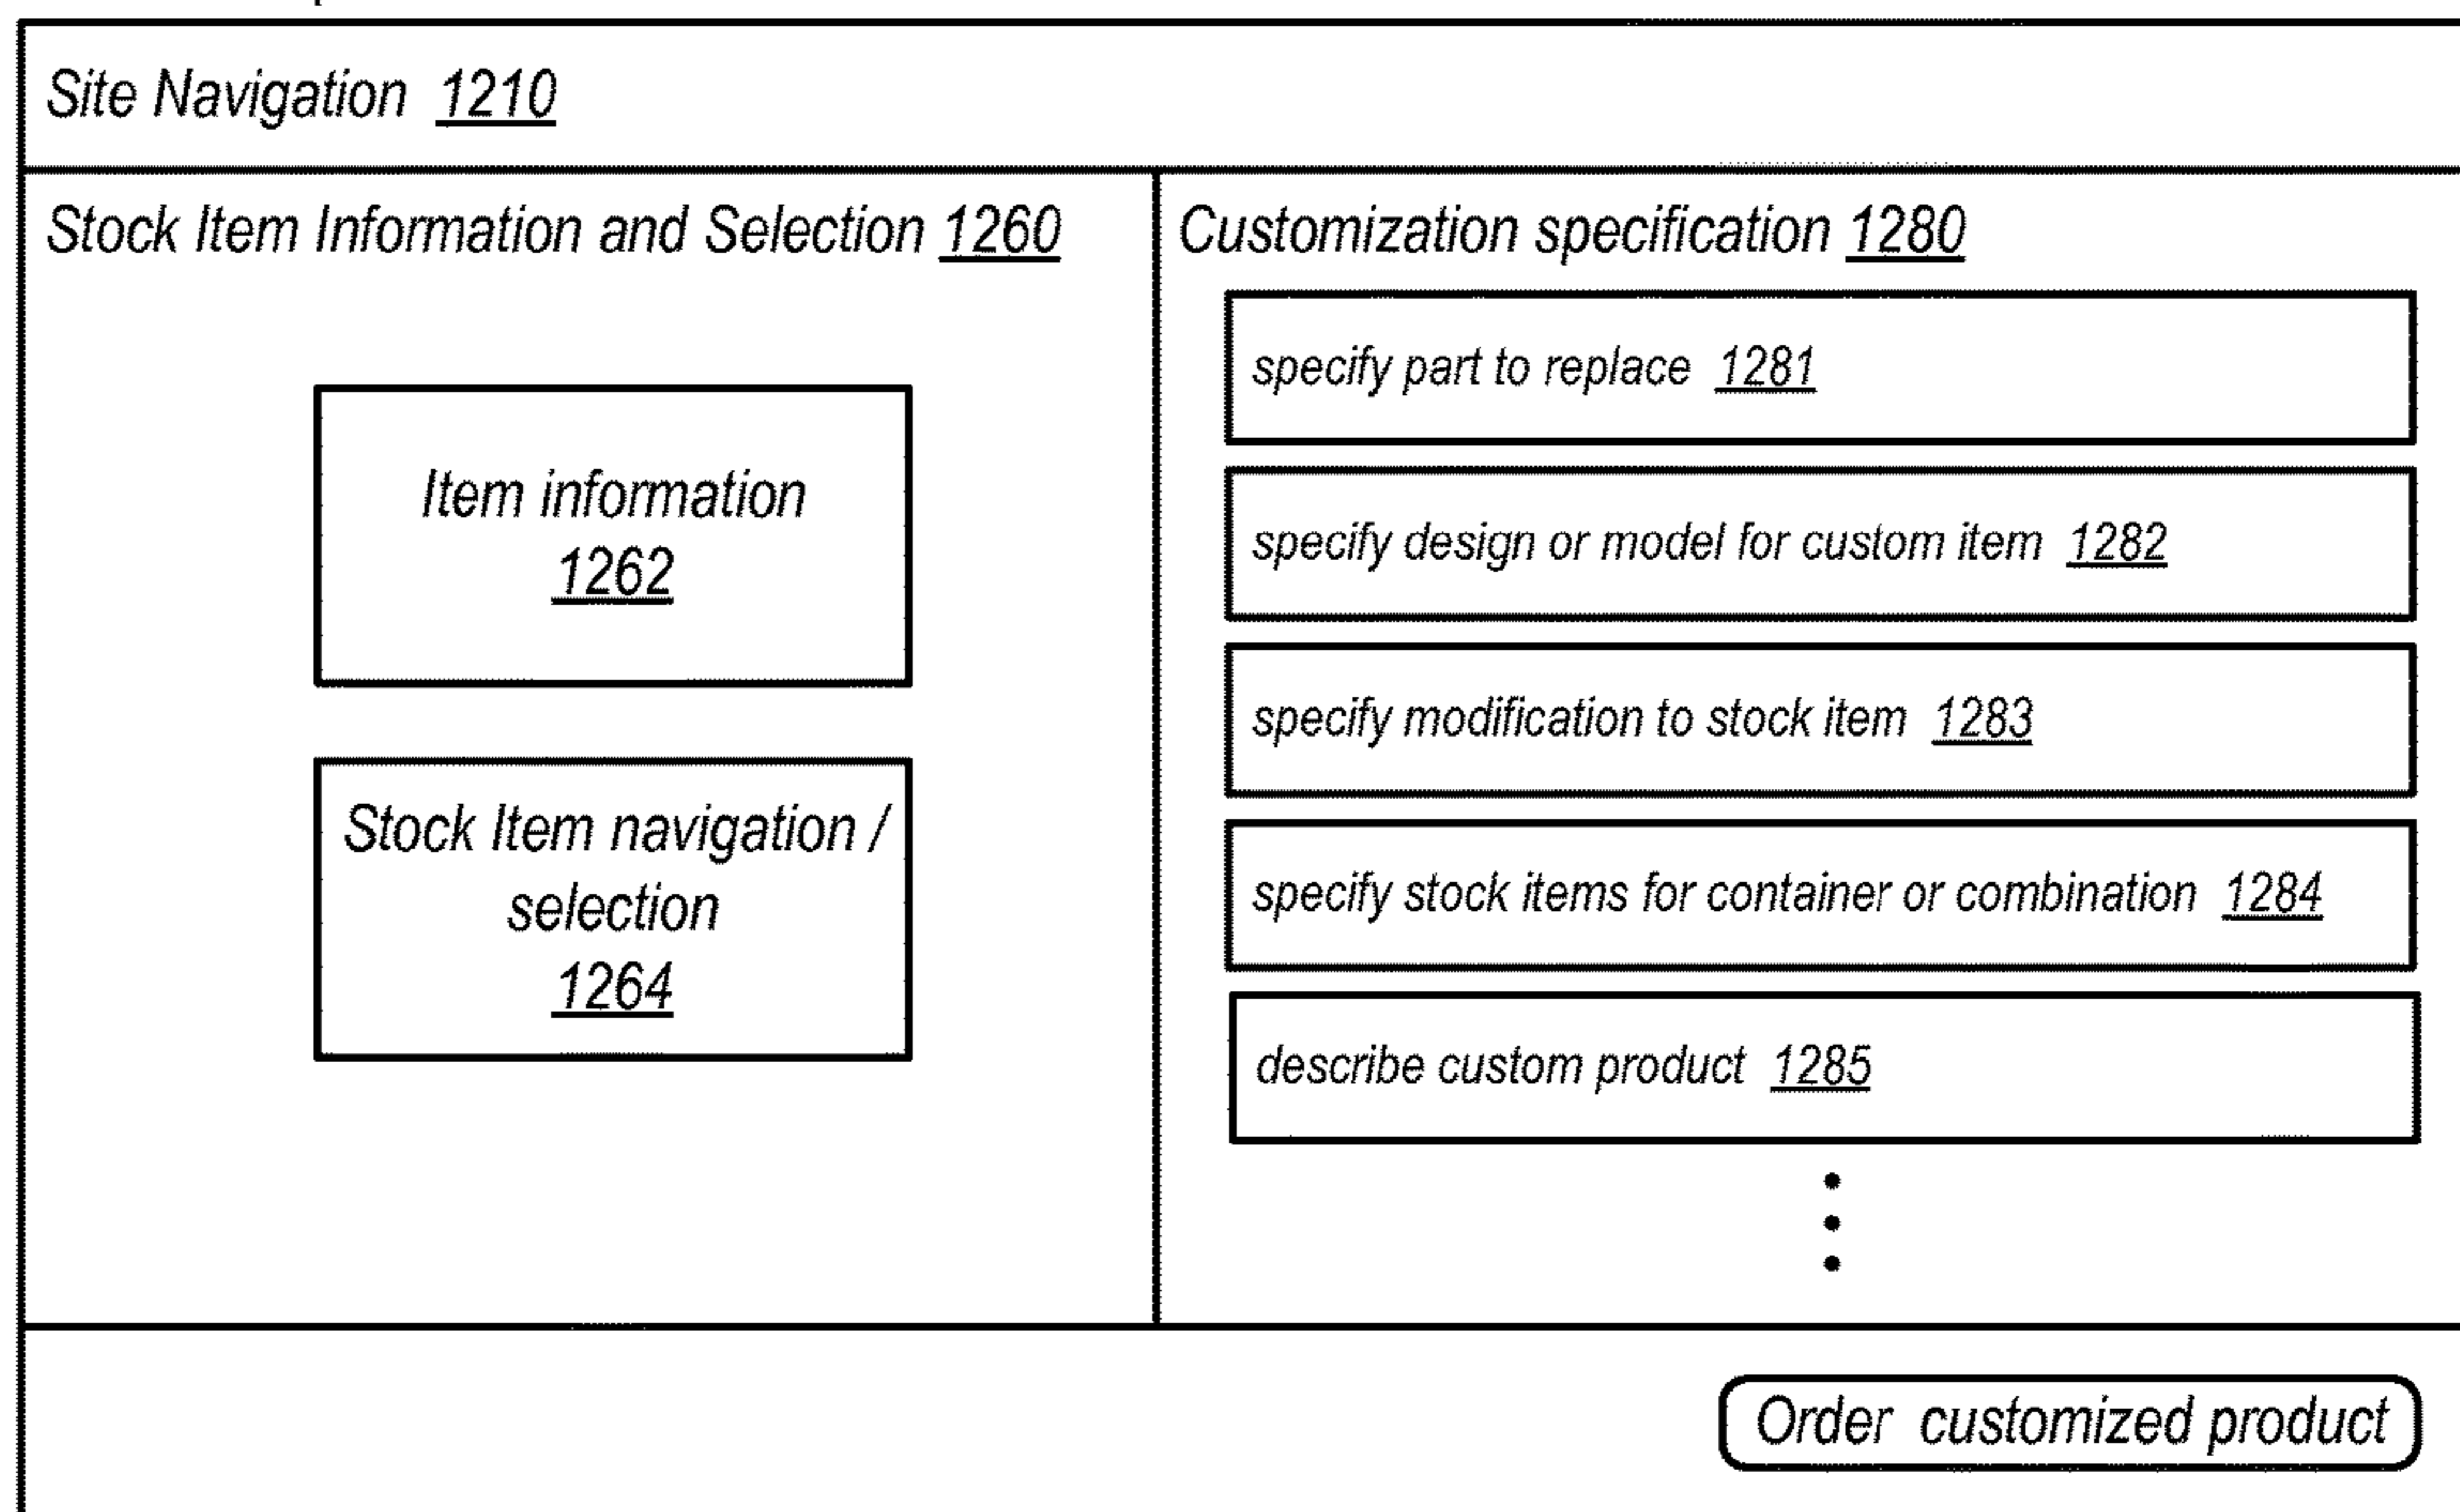 Site Navigation 1210
Stock Item Information and Selection 1260
Item information
1262
Stock Item navigation /
selection
1264
Customization specification 1280
specify part to replace 1281
specify design or model for custom item 1282
specify modification to stock item 1283
specify stock items for container or combination 1284
describe custom product 1285
Order customized product